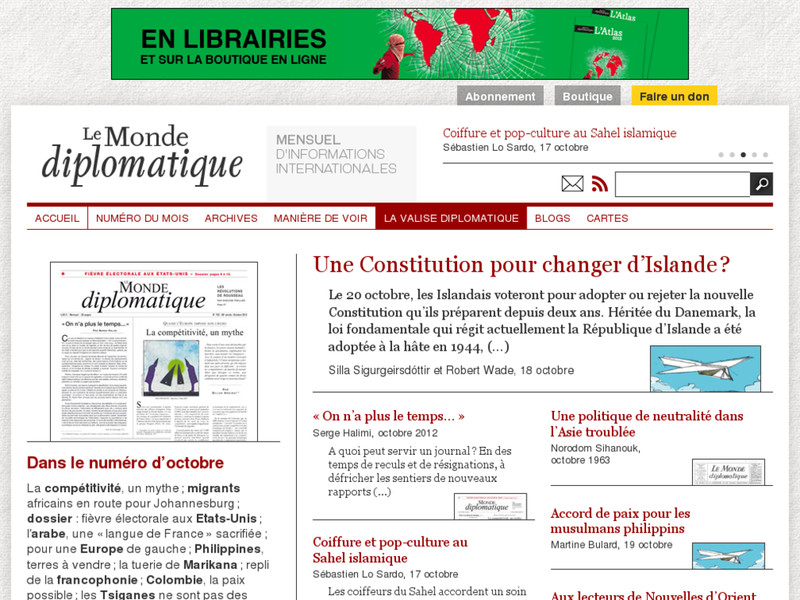 EN LIBRAIRIES
ET SUR LA BOUTIQUE EN LIGNE
L'Atlas
L'Atlas
Abonnement
Boutique
Faire un don
Le Monde
diplomatique
MENSUEL
D'INFORMATIONS
INTERNATIONALES
Coiffure et pop-culture au Sahel islamique
Sébastien Lo Sardo, 17 octobre
ACCUEIL
NUMÉRO DU MOIS
ARCHIVES
MANIÈRE DE VOIR
LA VALISE DIPLOMATIQUE
BLOGS
CARTES
FIÈVRE ÉLECTORALE AUX ETATS-UNIS
LE MONDE
diplomatique
« On n'a plus le temps... »
La compétitivité, un mythe
Dans le numéro d'octobre
La compétitivité, un mythe ; migrants
africains en route pour Johannesburg ;
dossier : fièvre électorale aux Etats-Unis ;
l'arabe, une « langue de France » sacrifiée ;
pour une Europe de gauche ; Philippines,
terres à vendre ; la tuerie de Marikana ; repli
de la francophonie ; Colombie, la paix
possible ; les Tsiganes ne sont pas des
Une Constitution pour changer d'Islande ?
Le 20 octobre, les Islandais voteront pour adopter ou rejeter la nouvelle
Constitution qu'ils préparent depuis deux ans. Héritée du Danemark, la
loi fondamentale qui régit actuellement la République d'Islande a été
adoptée à la hâte en 1944, (...)
Silla Sigurgeirsdóttir et Robert Wade, 18 octobre
« On n'a plus le temps... »
Serge Halimi, octobre 2012
A quoi peut servir un journal ? En des
temps de reculs et de résignations, à
défricher les sentiers de nouveaux
rapports (...)
diplomatique
Coiffure et pop-culture au
Sahel islamique
Sébastien Lo Sardo, 17 octobre
Les coiffeurs du Sahel accordent un soin
Une politique de neutralité dans
l'Asie troublée
Norodom Sihanouk,
octobre 1963
LE MONDE
diplomatique
Accord de paix pour les
musulmans philippins
Martine Bulard, 19 octobre
Aux lecteurs de Nouvelles d'Orient